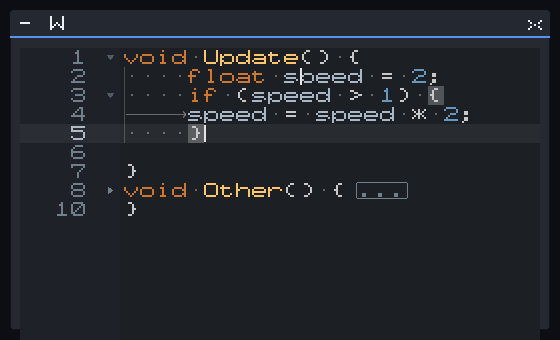 W
1 void Update() {
2 float speed = 2;
3 if (speed > 1) {
4 speed = speed * 2;
5 }
6
7 }
8 void Other() { ...
10 }